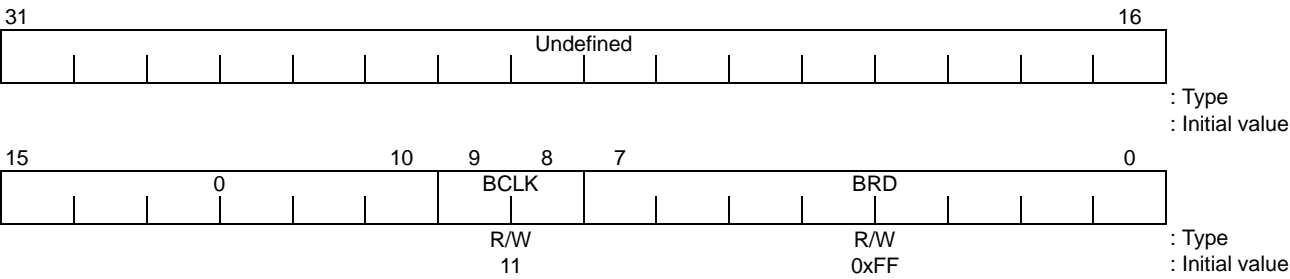 31 16
Undefined
: Type
: Initial value
15 10 9 8 7 0
0 BCLK BRD
R/W R/W : Type
11 0xFF : Initial value